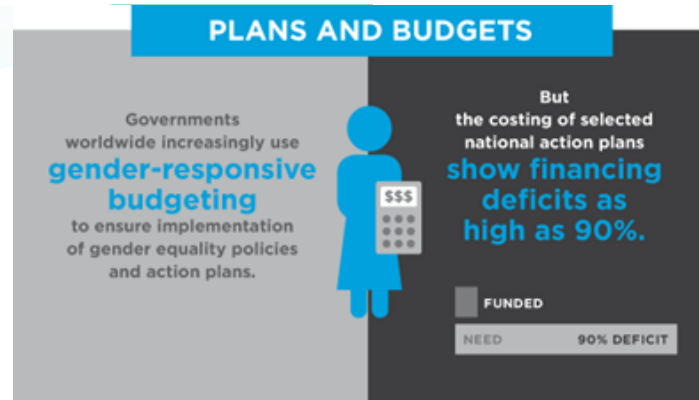 PLANS AND BUDGETS
Governments
worldwide increasingly use
gender-responsive
budgeting
to ensure implementation
of gender equality policies
and action plans.
$$$
But
the costing of selected
national action plans
show financing
deficits as
high as 90%.
FUNDED
NEED 90% DEFICIT